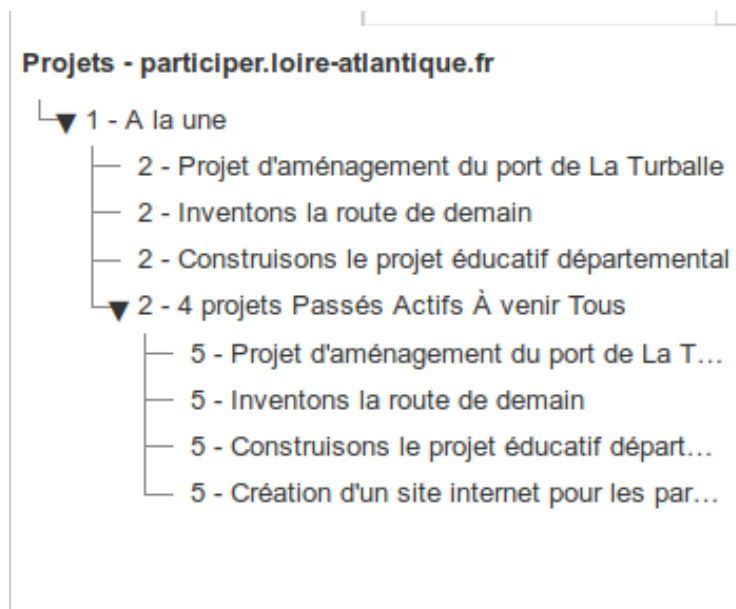 Projets - participer.loire-atlantique.fr
1 - A la une
2 - Projet d'aménagement du port de La Turballe
2 - Inventons la route de demain
2 - Construisons le projet éducatif départemental
2 - 4 projets Passés Actifs À venir Tous
5 - Projet d'aménagement du port de La T…
5 - Inventons la route de demain
5 - Construisons le projet éducatif départ…
5 - Création d'un site internet pour les par…